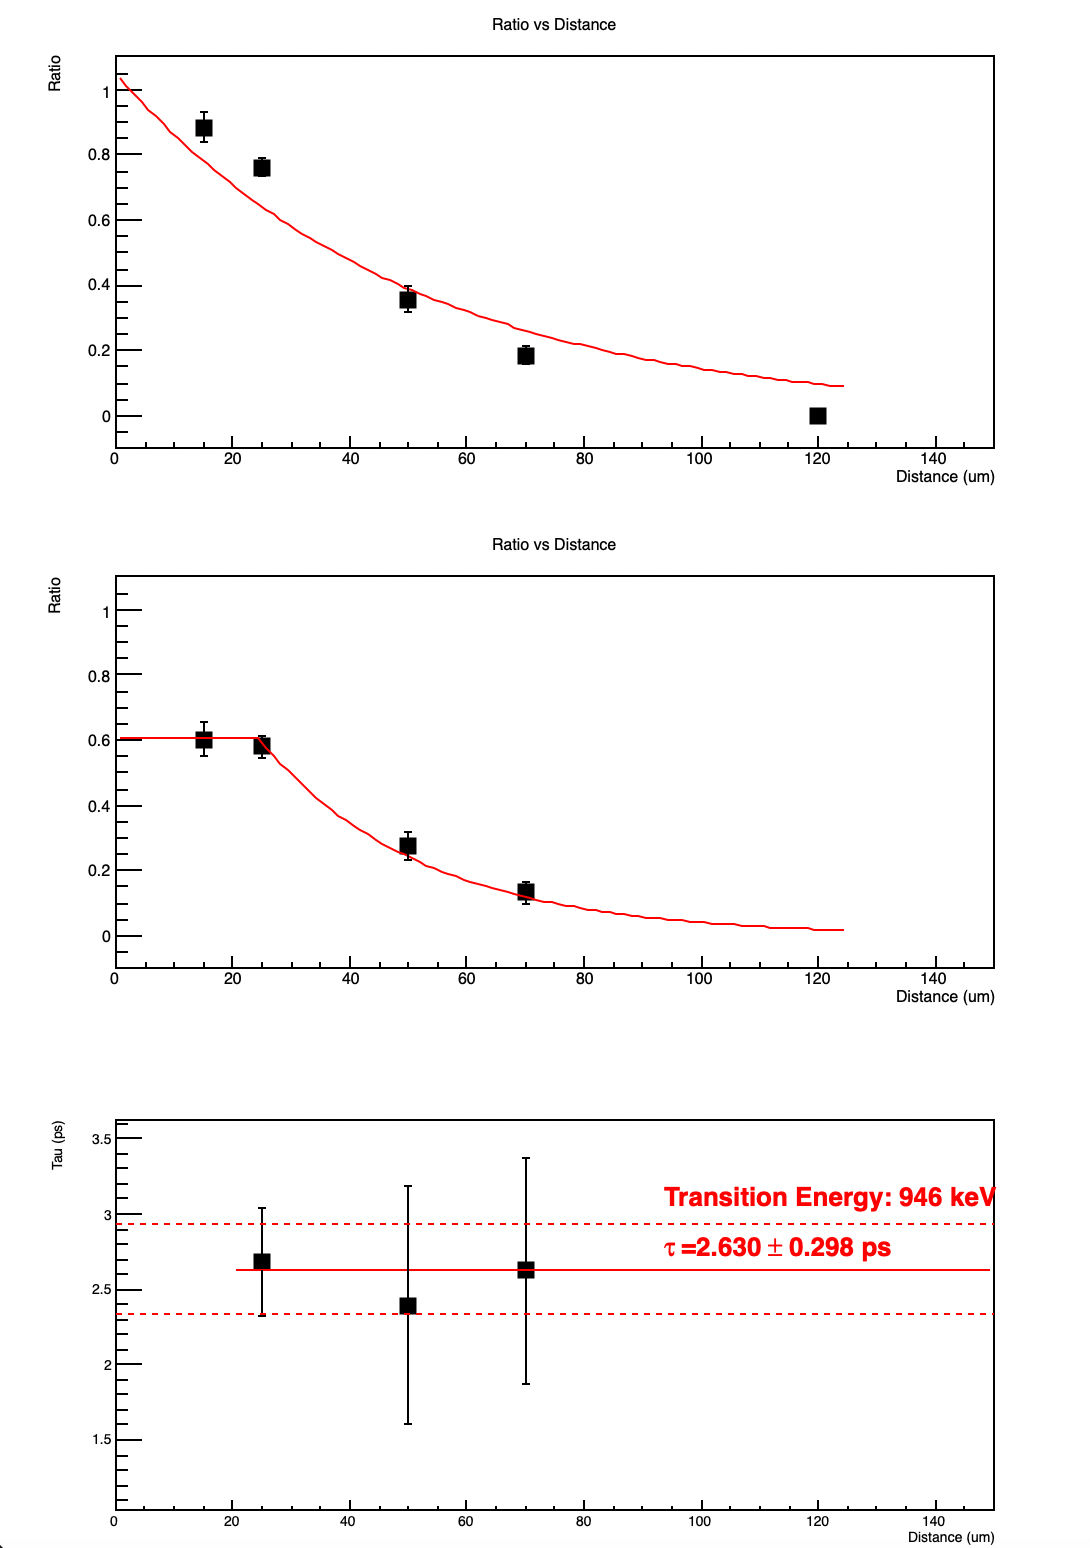 Ratio vs Distance
Ratio
1
0.8
0.6
0.4
0.2
0
0 20 40 60 80 100 120 140
Distance (um)
Ratio vs Distance
Ratio
1
0.8
0.6
0.4
0.2
0
0 20 40 60 80 100 120 140
Distance (um)
Tau (ps)
3.5
3
2.5
2
1.5
Transition Energy: 946 keV
τ =2.630 ± 0.298 ps
0 20 40 60 80 100 120 140
Distance (um)